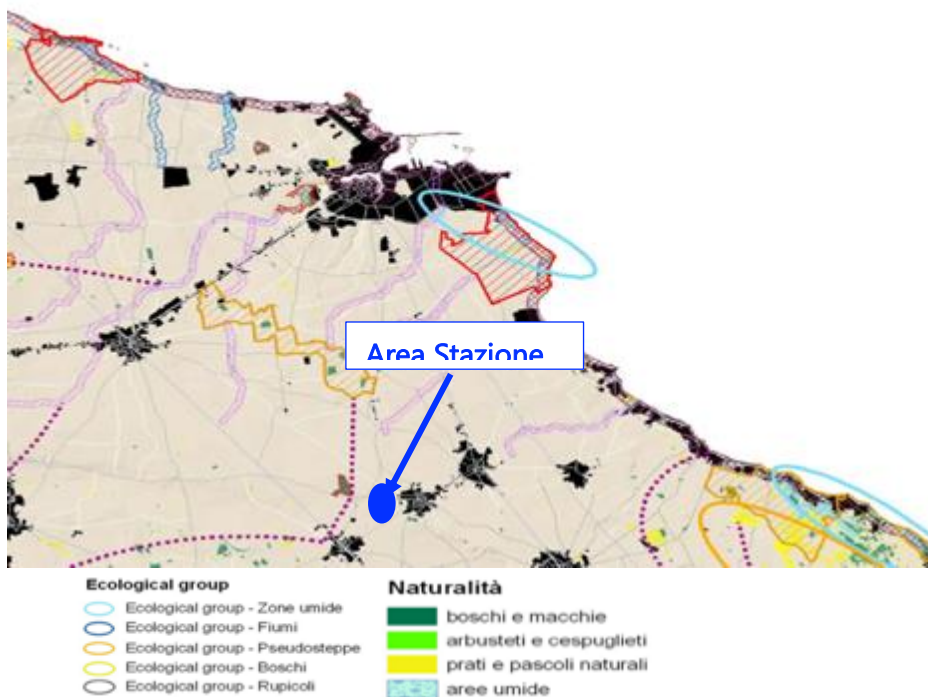 Area Stazione
Ecological group
Ecological group - Zone umide
Ecological group - Fiumi
Ecological group - Pseudosteppe
Ecological group - Boschi
Ecological group - Rupicoli
Naturalità
boschi e macchie
arbusteti e cespuglieti
prati e pascoli naturali
aree umide